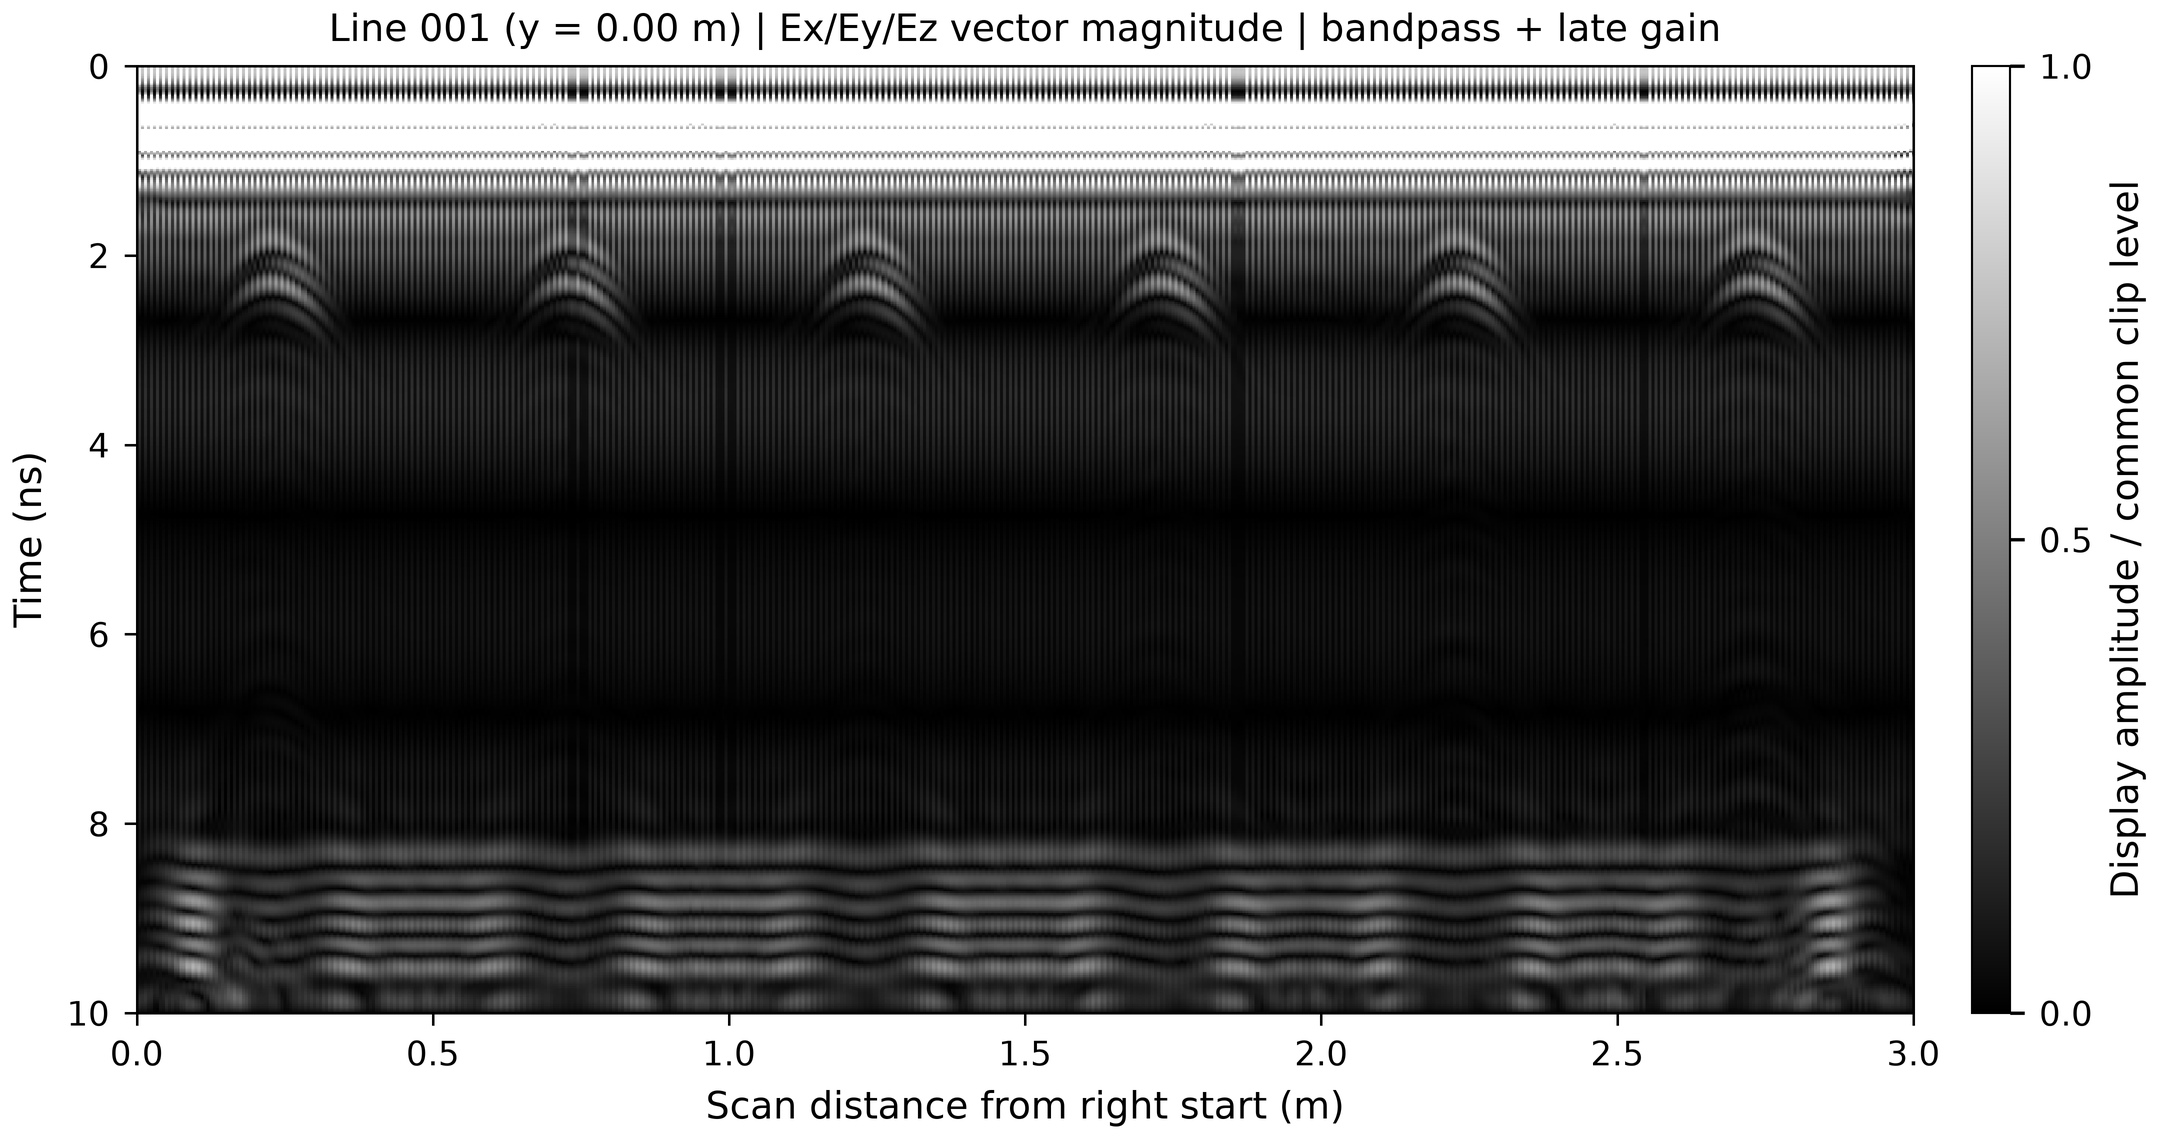 Line 001 (y = 0.00 m) | Ex/Ey/Ez vector magnitude | bandpass + late gain
0
2
4
6
8
10
Time (ns)
0.0 0.5 1.0 1.5 2.0 2.5 3.0
Scan distance from right start (m)
1.0
0.5
0.0
Display amplitude / common clip level